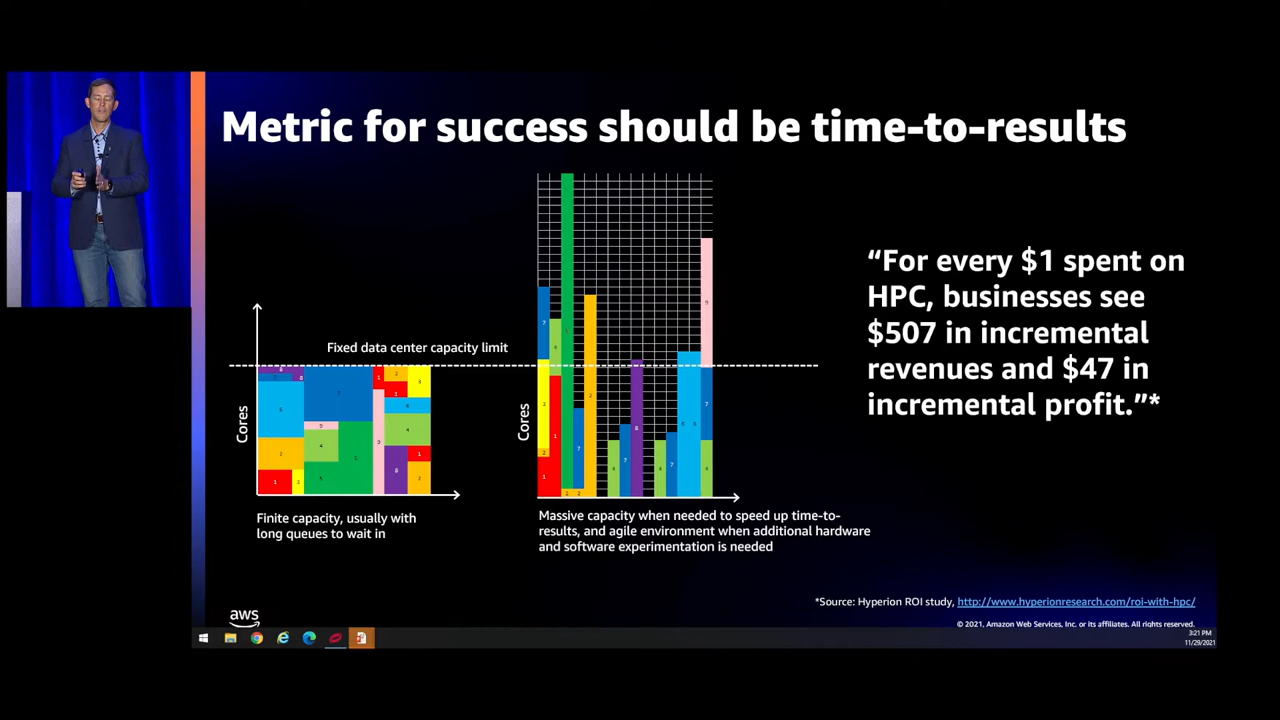 Metric for success should be time-to-results
Fixed data center capacity limit
Cores
Finite capacity, usually with
long queues to wait in
Cores
Massive capacity when needed to speed up time-to-
results, and agile environment when additional hardware
and software experimentation is needed
“For every $1 spent on
HPC, businesses see
$507 in incremental
revenues and $47 in
incremental profit.”*
*Source: Hyperion ROI study, http://www.hyperionresearch.com/roi-with-hpc/
aws
© 2021, Amazon Web Services, Inc. or its affiliates. All rights reserved.
3:21 PM
11/29/2021